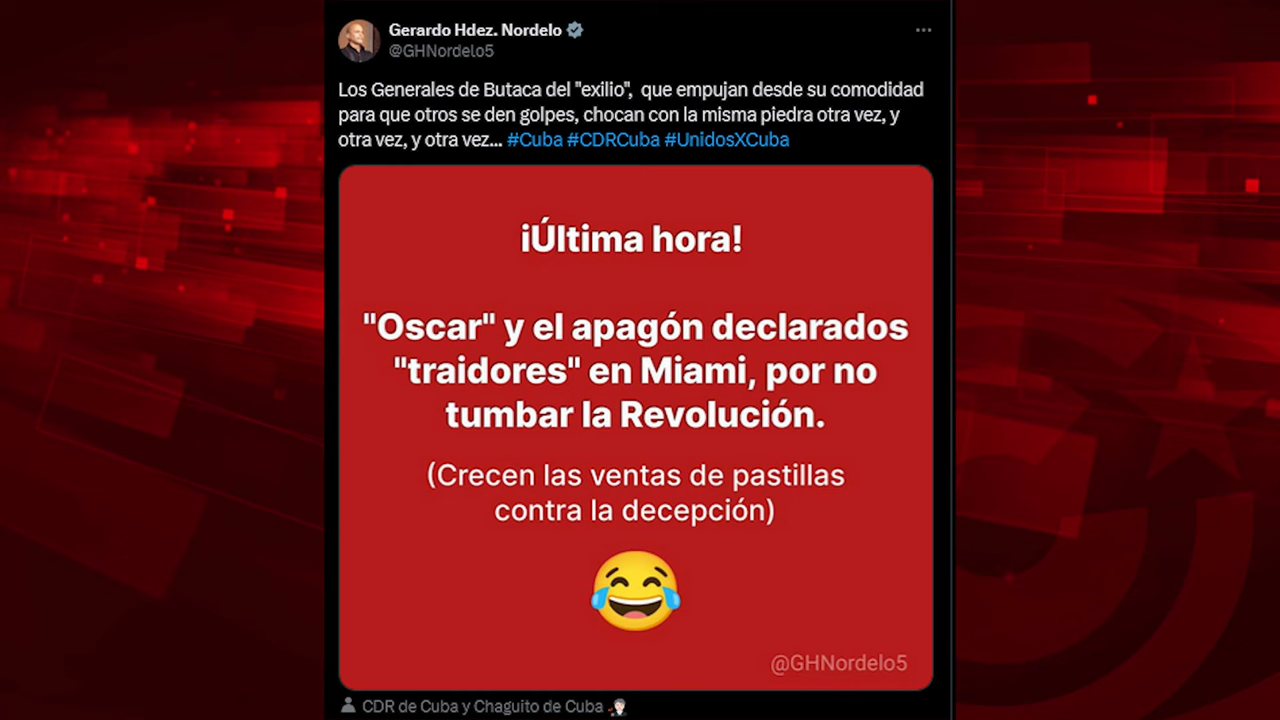 Gerardo Hdez. Nordelo
@GHNordelo5
Los Generales de Butaca del "exilio",  que empujan desde su comodidad
para que otros se den golpes, chocan con la misma piedra otra vez, y
otra vez, y otra vez... #Cuba #CDRCuba #UnidosXCuba
¡Última hora!
"Oscar" y el apagón declarados
"traidores" en Miami, por no
tumbar la Revolución.
(Crecen las ventas de pastillas
contra la decepción)
@GHNordelo5
CDR de Cuba y Chaguito de Cuba